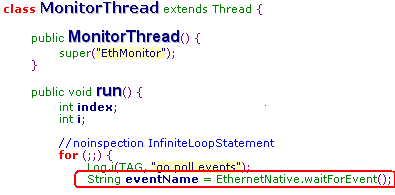 class MonitorThread extends Thread {
public MonitorThread() {
super("EthMonitor");
}
public void run() {
int index;
int i;
//noinspection InfiniteLoopStatement
for (;;) {
Log.i(TAG, "go poll events");
String eventName = EthernetNative.waitForEvent();